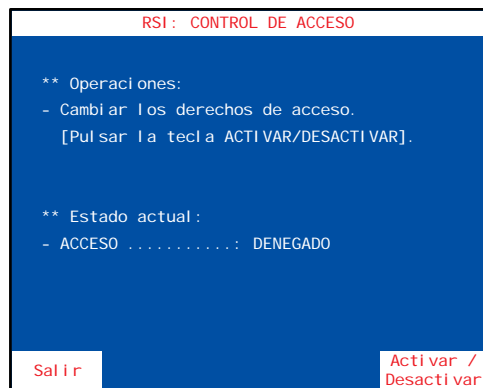 RSI: CONTROL DE ACCESO
** Operaciones:
- Cambiar los derechos de acceso.
[Pulsar la tecla ACTIVAR/DESACTIVAR].
** Estado actual:
- ACCESO ...........: DENEGADO
Salir
Activar /
Desactivar